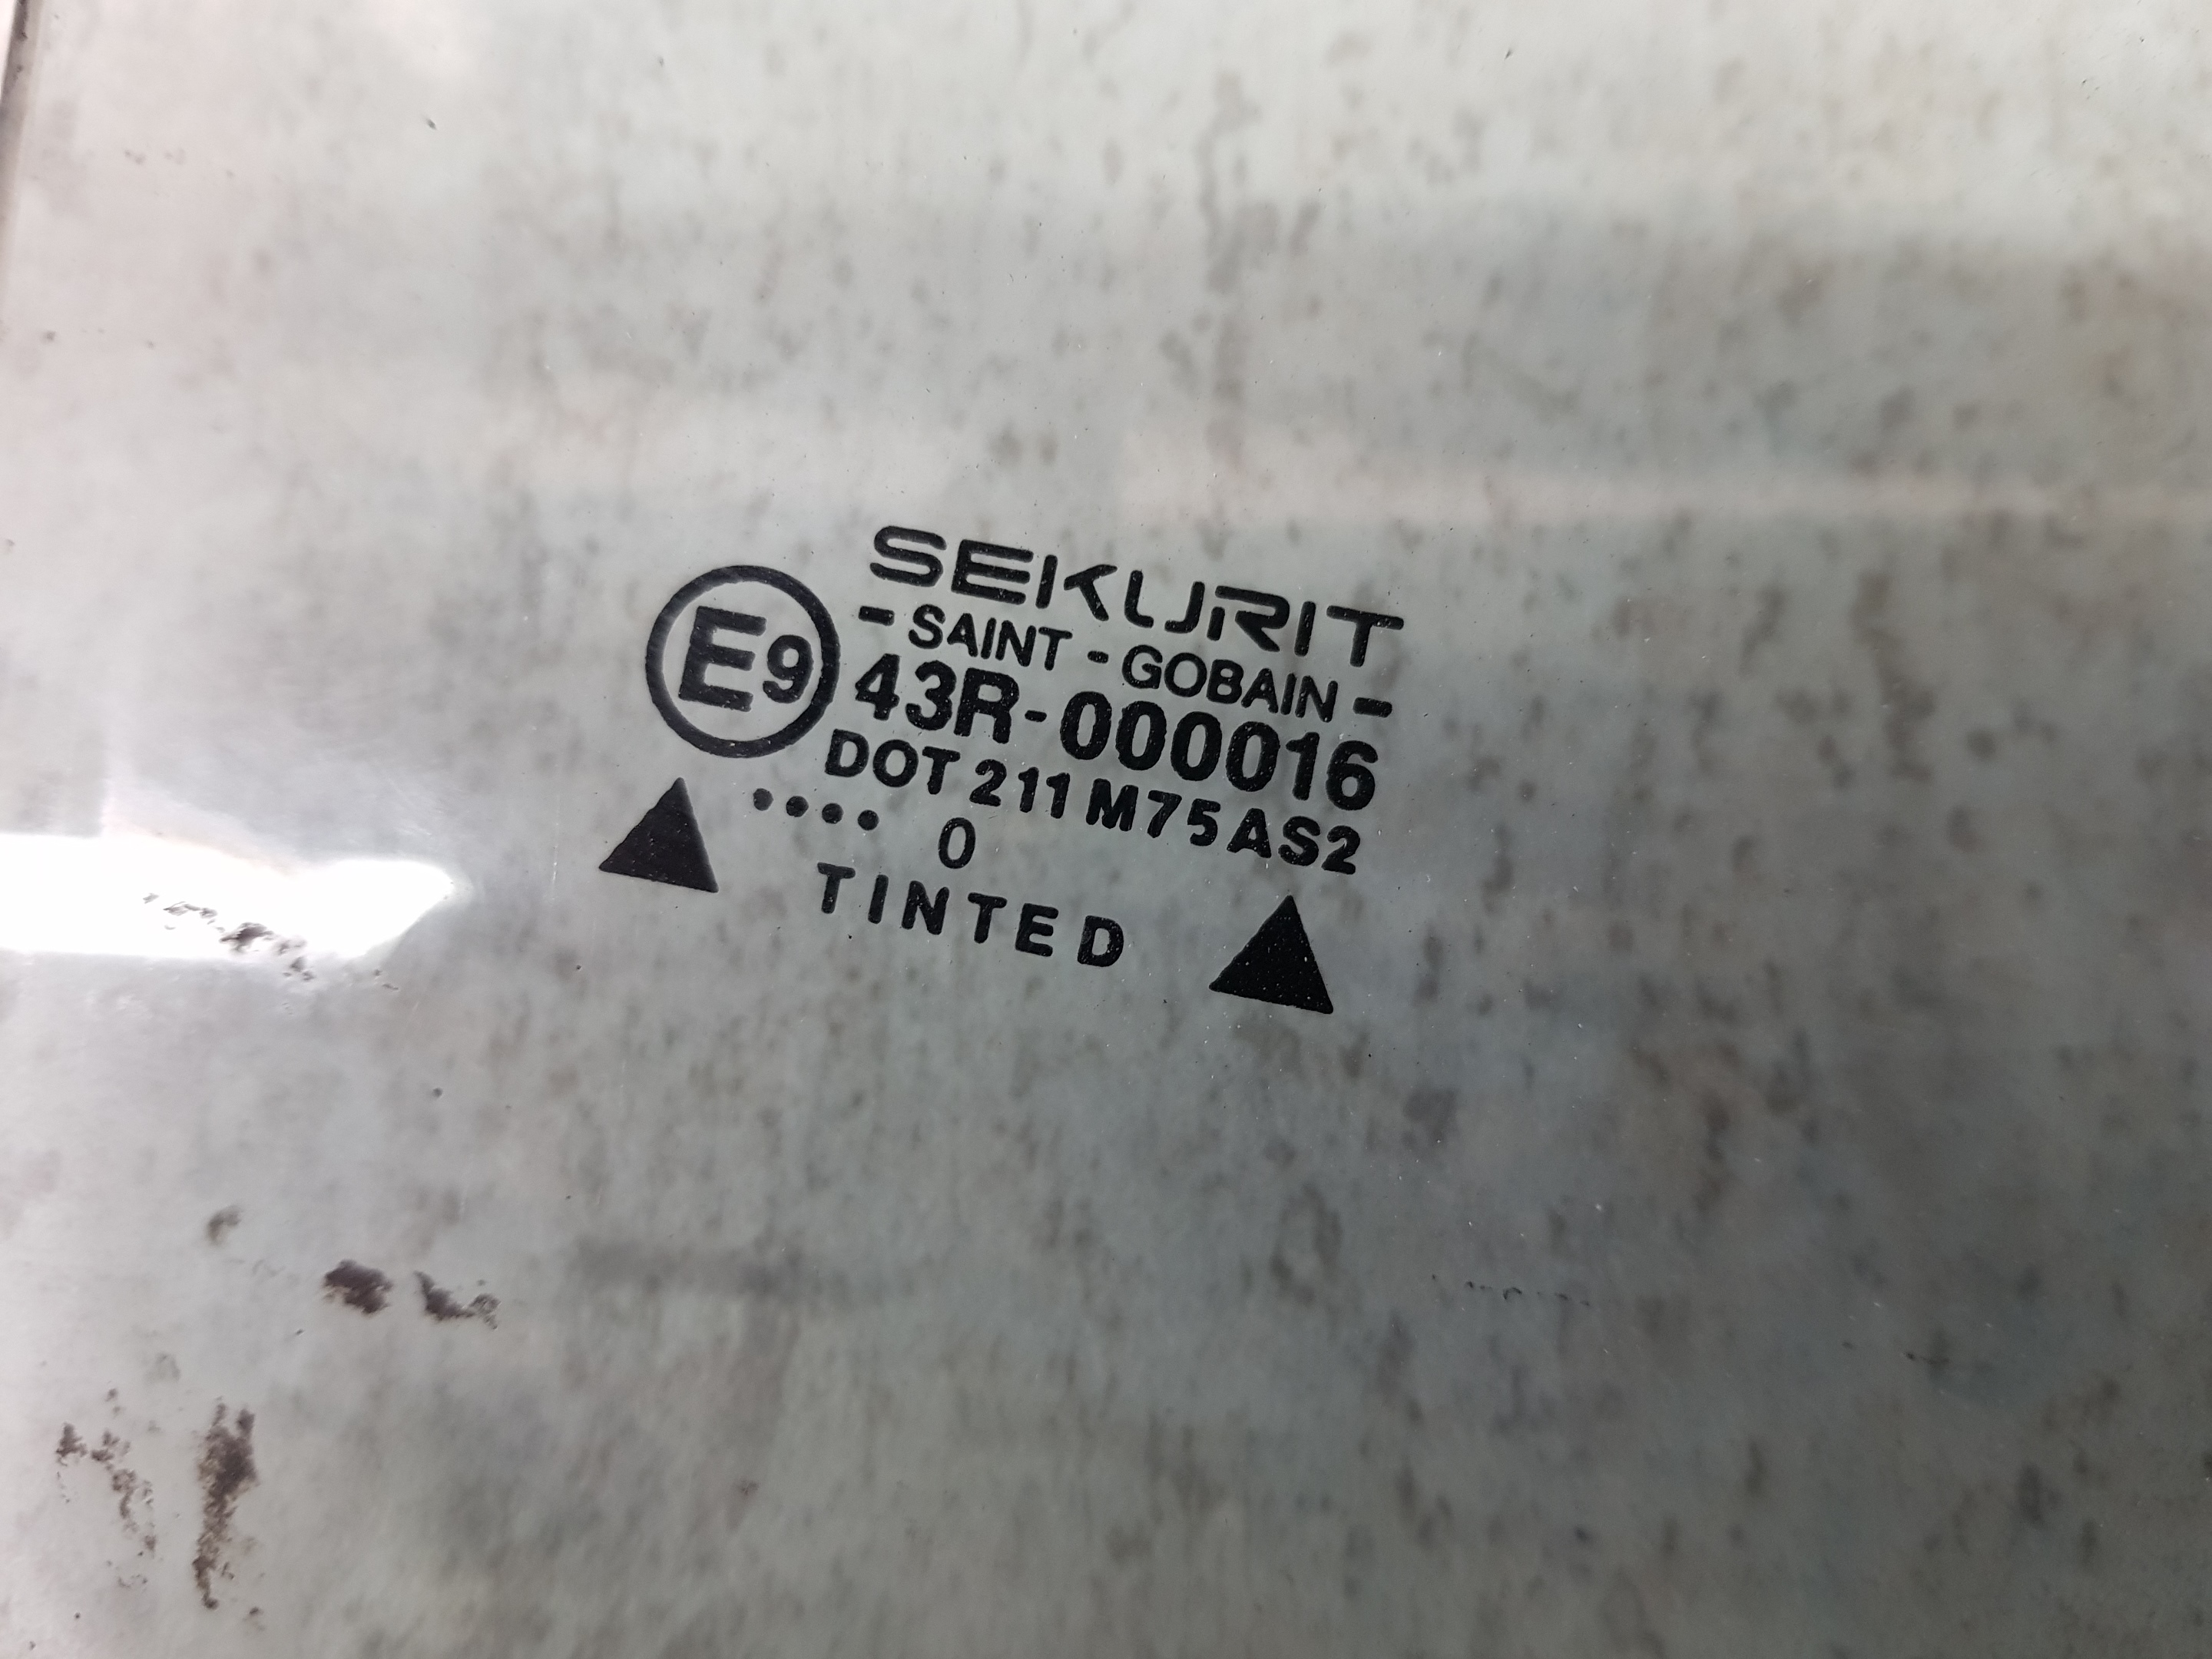 SEKURIT
- SAINT - GOBAIN -
E9 43R-000016
DOT 211 M75 AS2
.... 0
TINTED